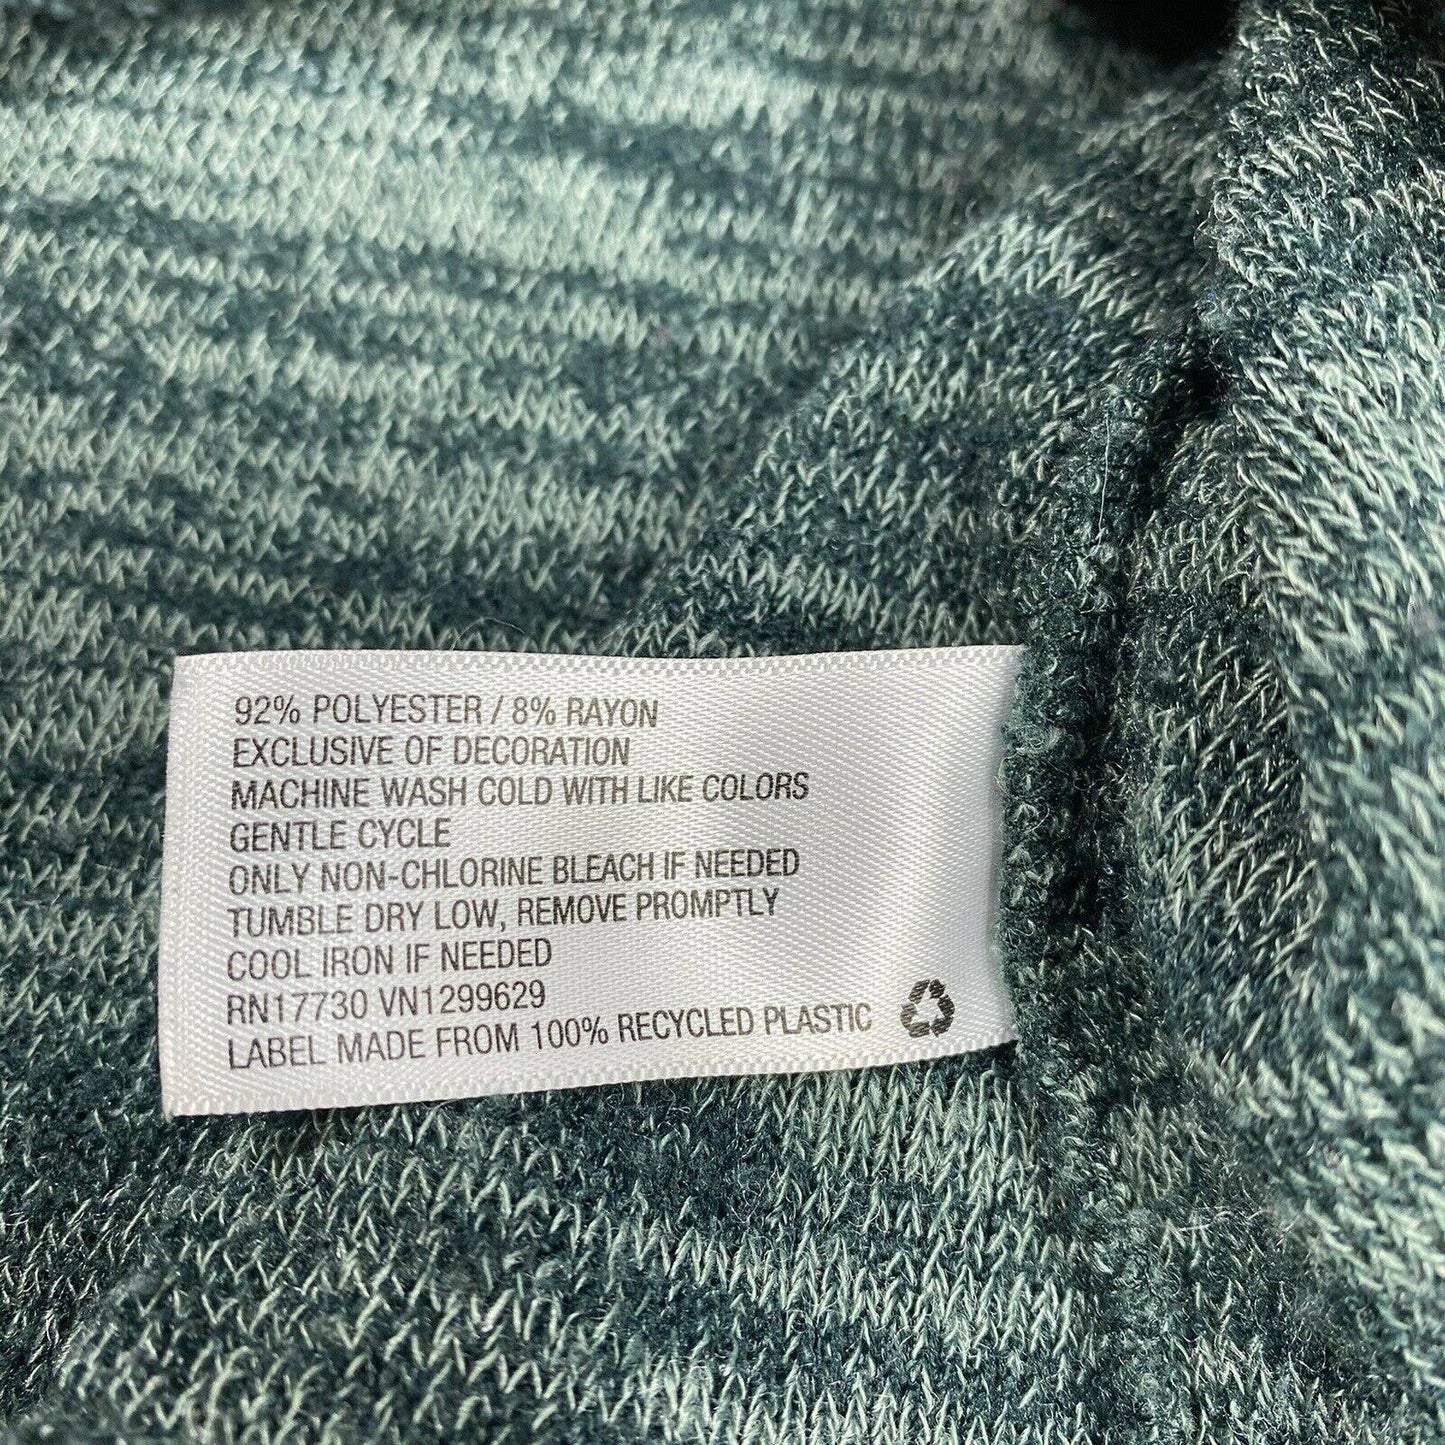 92% POLYESTER / 8% RAYON
EXCLUSIVE OF DECORATION
MACHINE WASH COLD WITH LIKE COLORS
GENTLE CYCLE
ONLY NON-CHLORINE BLEACH IF NEEDED
TUMBLE DRY LOW, REMOVE PROMPTLY
COOL IRON IF NEEDED
RN17730 VN1299629
LABEL MADE FROM 100% RECYCLED PLASTIC